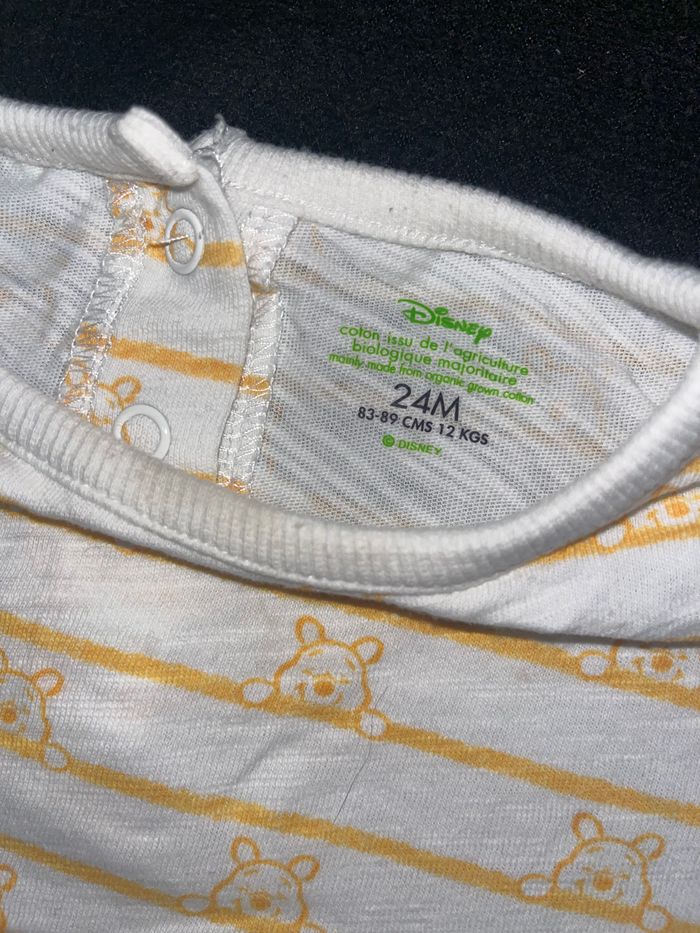 Disney
coton issu de l'agriculture
biologique majoritaire
mainly made from organic grown cotton
24M
83-89 CMS 12 KGS
© DISNEY